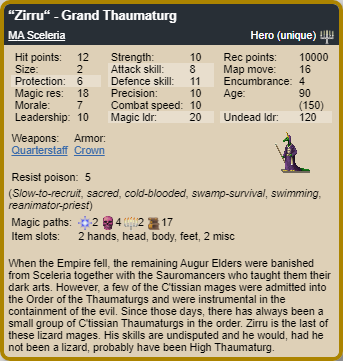 “Zirru“ - Grand Thaumaturg
MA Sceleria Hero (unique)
Hit points: 12 Strength: 10 Rec points: 10000
Size: 2 Attack skill: 8 Map move: 16
Protection: 6 Defence skill: 11 Encumbrance: 4
Magic res: 18 Precision: 10 Age: 90
Morale: 7 Combat speed: 10 (150)
Leadership: 10 Magic ldr: 20 Undead ldr: 120
Weapons: Armor:
Quarterstaff Crown
Resist poison: 5
(Slow-to-recruit, sacred, cold-blooded, swamp-survival, swimming,
reanimator-priest)
Magic paths: 2 4 2 17
Item slots: 2 hands, head, body, feet, 2 misc
When the Empire fell, the remaining Augur Elders were banished
from Sceleria together with the Sauromancers who taught them their
dark arts. However, a few of the C'tissian mages were admitted into
the Order of the Thaumaturgs and were instrumental in the
containment of the evil. Since those days, there has always been a
small group of C'tissian Thaumaturgs in the order. Zirru is the last of
these lizard mages. His skills are undisputed and he would, had he
not been a lizard, probably have been High Thaumaturg.